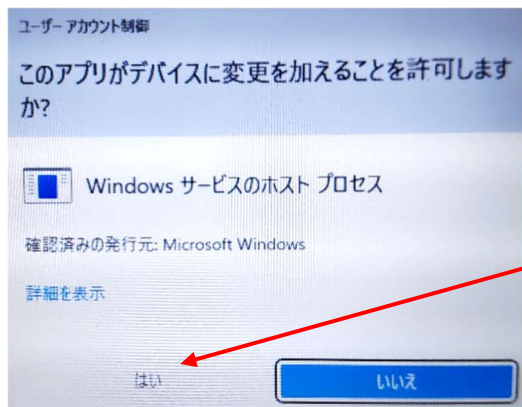 ユーザー アカウント制御
このアプリがデバイスに変更を加えることを許可します
か?
Windows サービスのホスト プロセス
確認済みの発行元: Microsoft Windows
詳細を表示
はい
いいえ